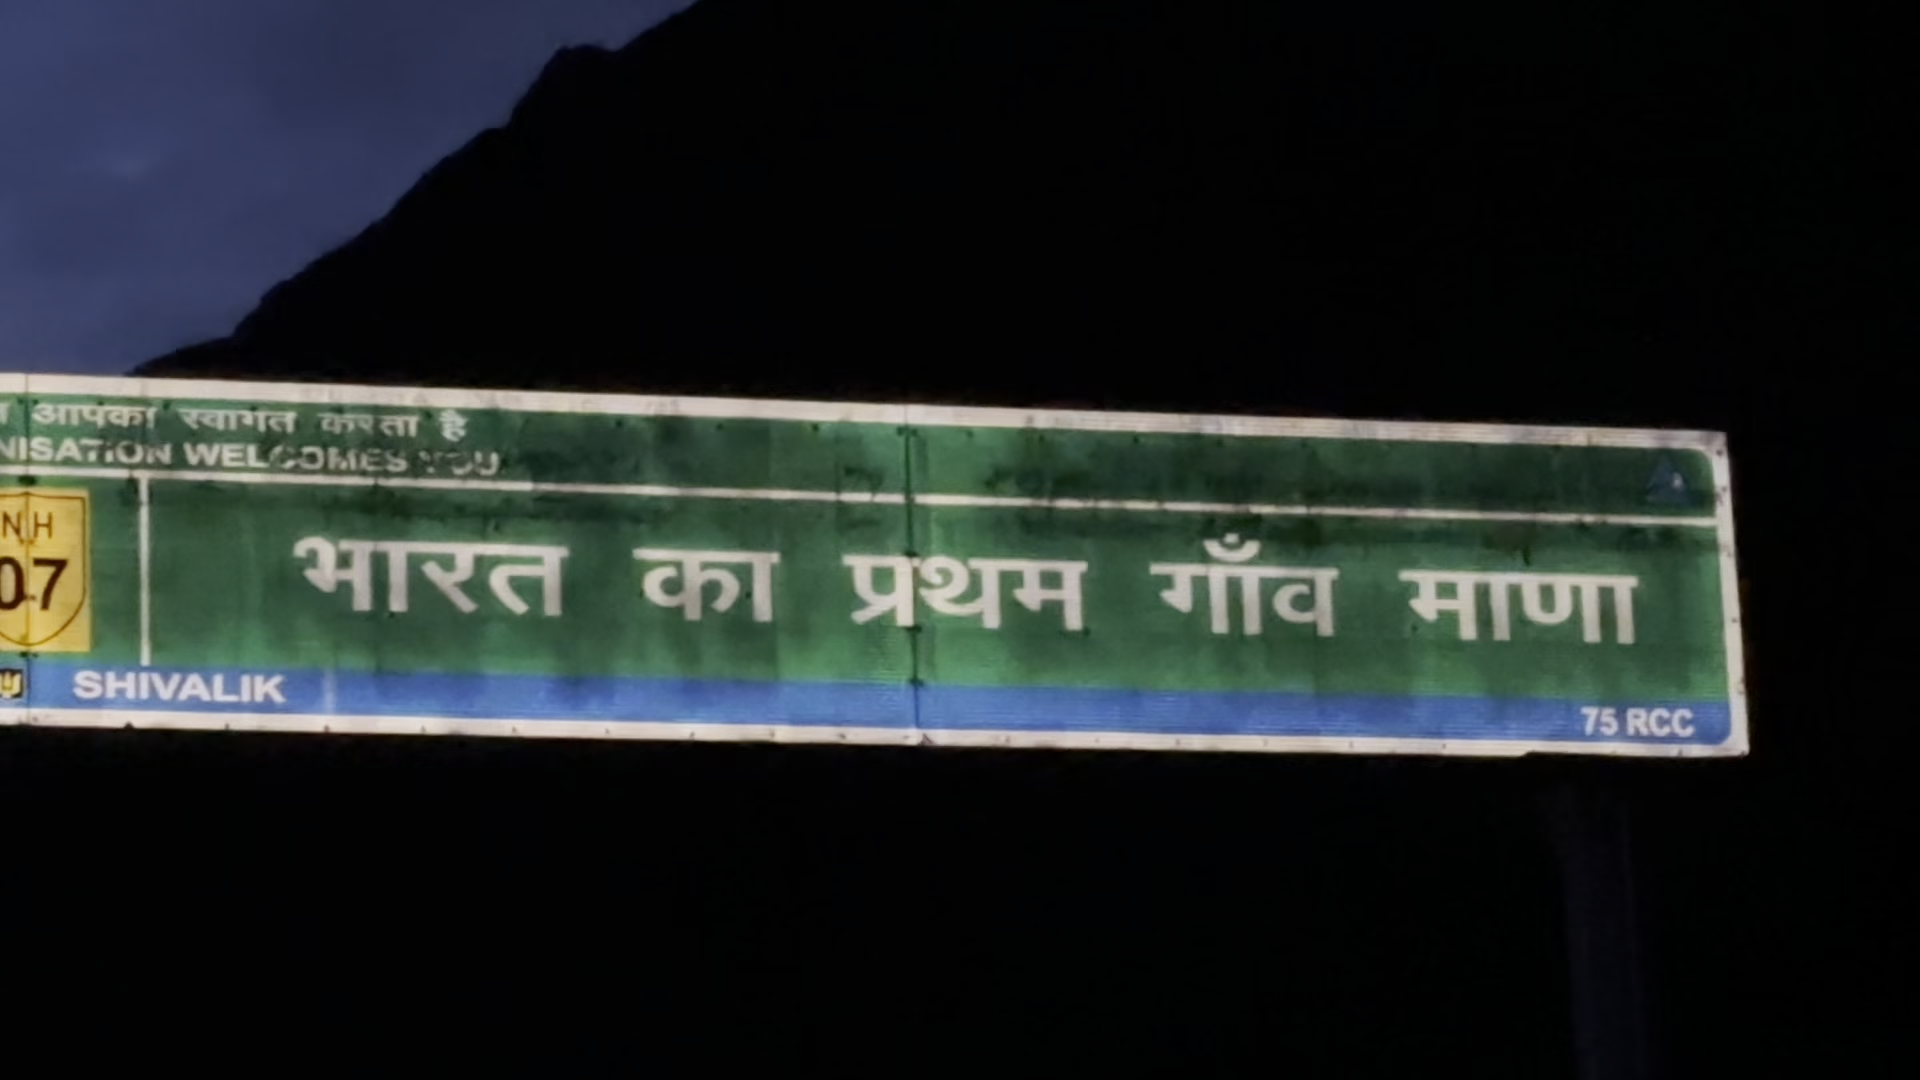 आपका स्वागत करता है
NISATION WELCOMES YOU
NH
07
भारत का प्रथम गाँव माणा
SHIVALIK
75 RCC